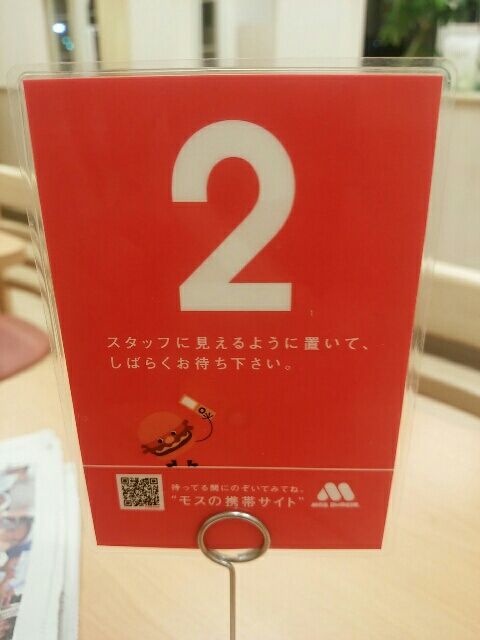 2
スタッフに見えるように置いて、
しばらくお待ち下さい。
待ってる間にのぞいてみてね。
"モスの携帯サイト"
MOS BURGER